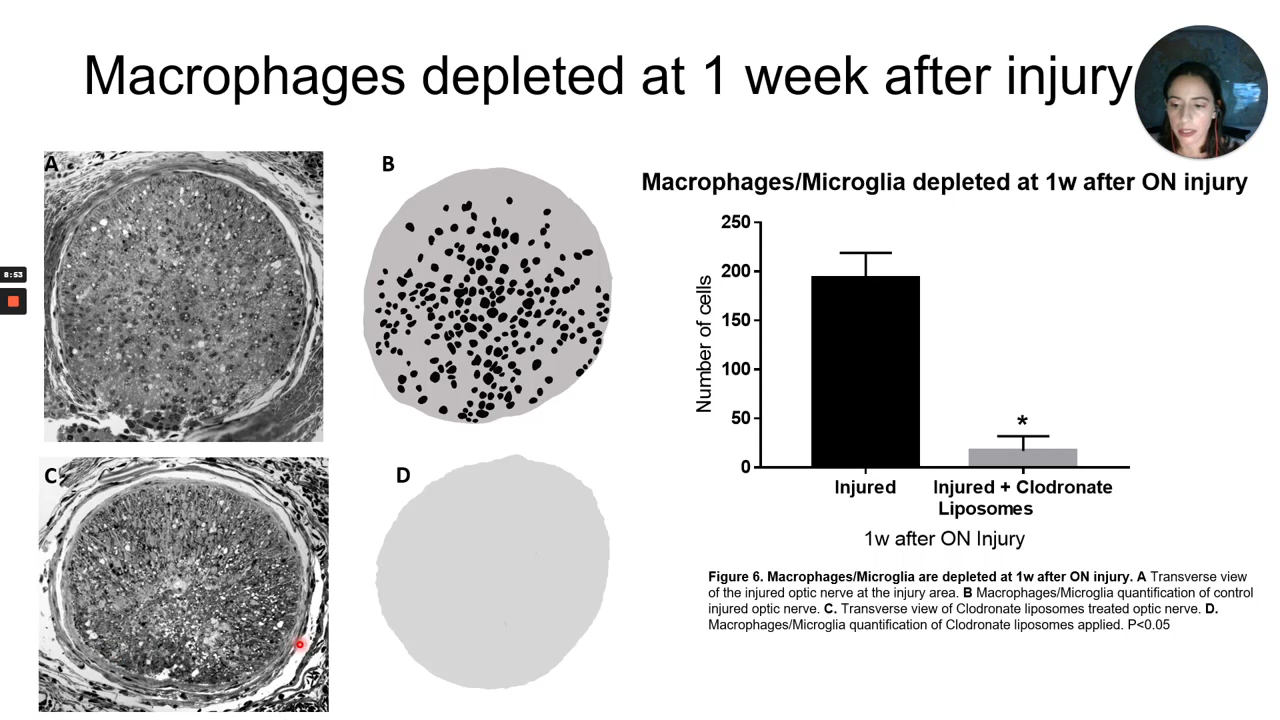 Macrophages depleted at 1 week after injury
A
B
Macrophages/Microglia depleted at 1w after ON injury
250
200
150
100
50
0
Number of cells
*
Injured
Injured + Clodronate
Liposomes
1w after ON Injury
8:53
C
D
Figure 6. Macrophages/Microglia are depleted at 1w after ON injury. A Transverse view
of the injured optic nerve at the injury area. B Macrophages/Microglia quantification of control
injured optic nerve. C. Transverse view of Clodronate liposomes treated optic nerve. D.
Macrophages/Microglia quantification of Clodronate liposomes applied. P<0.05